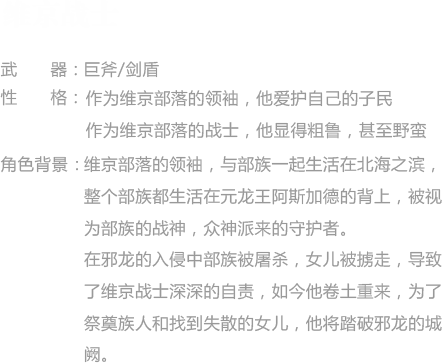 武 器：巨斧/剑盾
性 格：作为维京部落的领袖，他爱护自己的子民
作为维京部落的战士，他显得粗鲁，甚至野蛮
角色背景：维京部落的领袖，与部族一起生活在北海之滨，
整个部族都生活在元龙王阿斯加德的背上，被视
为部族的战神，众神派来的守护者。
在邪龙的入侵中部族被屠杀，女儿被掳走，导致
了维京战士深深的自责，如今他卷土重来，为了
祭奠族人和找到失散的女儿，他将踏破邪龙的城
阙。